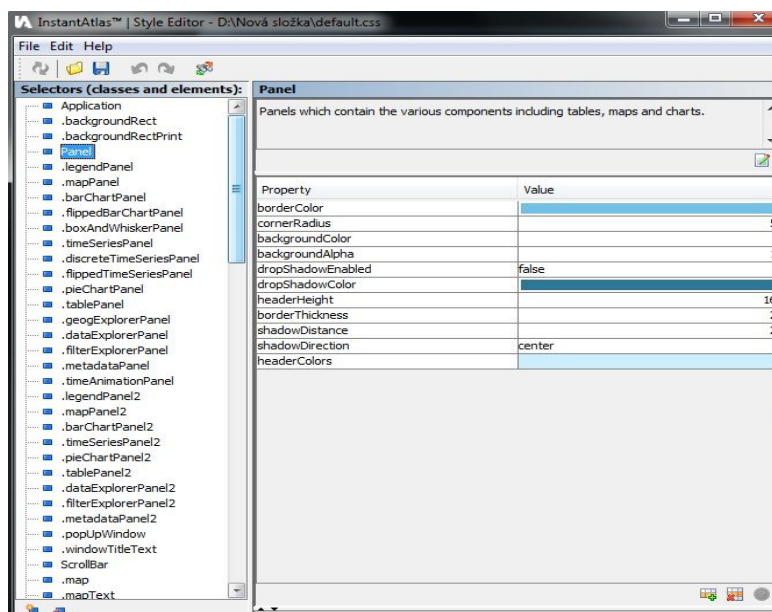 InstantAtlas™ | Style Editor - D:\Nová složka\default.css
File Edit Help
Selectors (classes and elements):
Application
.backgroundRect
.backgroundRectPrint
Panel
.legendPanel
.mapPanel
.barChartPanel
.flippedBarChartPanel
.boxAndWhiskerPanel
.timeSeriesPanel
.discreteTimeSeriesPanel
.flippedTimeSeriesPanel
.pieChartPanel
.tablePanel
.geogExplorerPanel
.dataExplorerPanel
.filterExplorerPanel
.metadataPanel
.timeAnimationPanel
.legendPanel2
.mapPanel2
.barChartPanel2
.timeSeriesPanel2
.pieChartPanel2
.tablePanel2
.dataExplorerPanel2
.filterExplorerPanel2
.metadataPanel2
.popUpWindow
.windowTitleText
ScrollBar
.map
.mapText
Panel
Panels which contain the various components including tables, maps and charts.
Property Value
borderColor
cornerRadius
backgroundColor
backgroundAlpha
dropShadowEnabled false
dropShadowColor
headerHeight 16
borderThickness
shadowDistance
shadowDirection center
headerColors